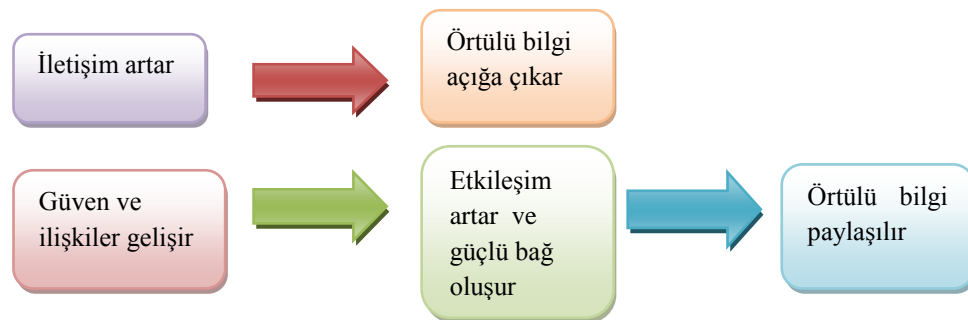 İletişim artar
Örtülü bilgi
açığa çıkar
Güven ve
ilişkiler gelişir
Etkileşim
artar ve
güçlü bağ
oluşur
Örtülü bilgi
paylaşılır